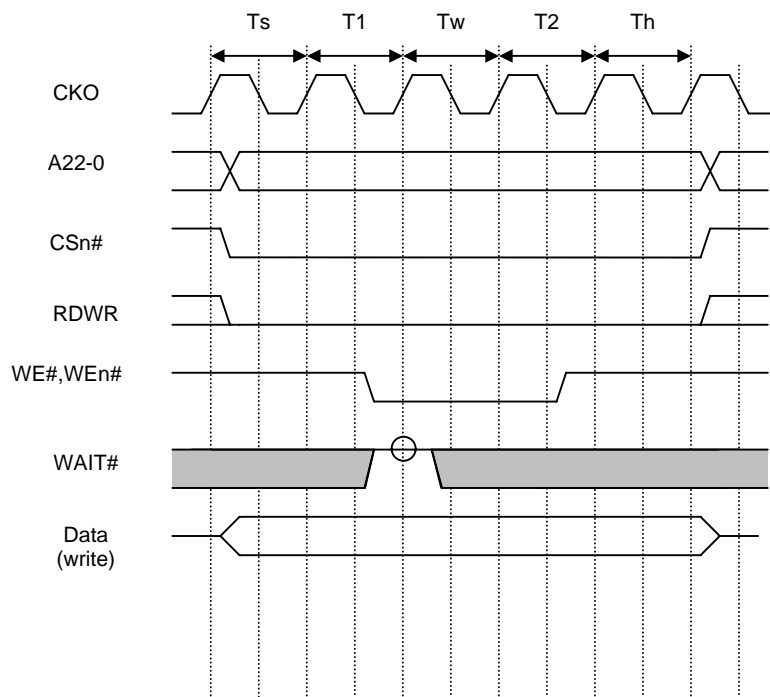 Ts T1 Tw T2 Th
CKO
A22-0
CSn#
RDWR
WE#,WEn#
WAIT#
Data
(write)